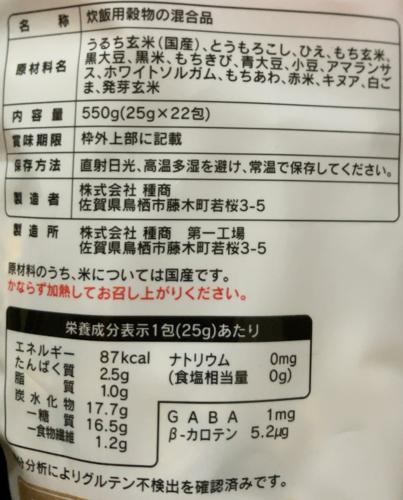 名　称　炊飯用穀物の混合品
原材料名　うるち玄米(国産)、とうもろこし、ひえ、もち玄米、
黒大豆、黒米、もちきび、青大豆、小豆、アマランサ
ス、ホワイトソルガム、もちあわ、赤米、キヌア、白ご
ま、発芽玄米
内容量　550g(25g×22包)
賞味期限　枠外上部に記載
保存方法　直射日光、高温多湿を避け、常温で保存してください。
製造者　株式会社 種商
佐賀県鳥栖市藤木町若桜3-5
製造所　株式会社 種商　第一工場
佐賀県鳥栖市藤木町若桜3-5
原材料のうち、米については国産です。
かならず加熱してお召し上がりください。
栄養成分表示1包(25g)あたり
エネルギー　87kcal　ナトリウム　0mg
たんぱく質　2.5g　(食塩相当量　0g)
脂質　1.0g
炭水化物　17.7g　GABA　1mg
―糖質　16.5g　β-カロテン　5.2μg
―食物繊維　1.2g
分分析によりグルテン不検出を確認済みです。